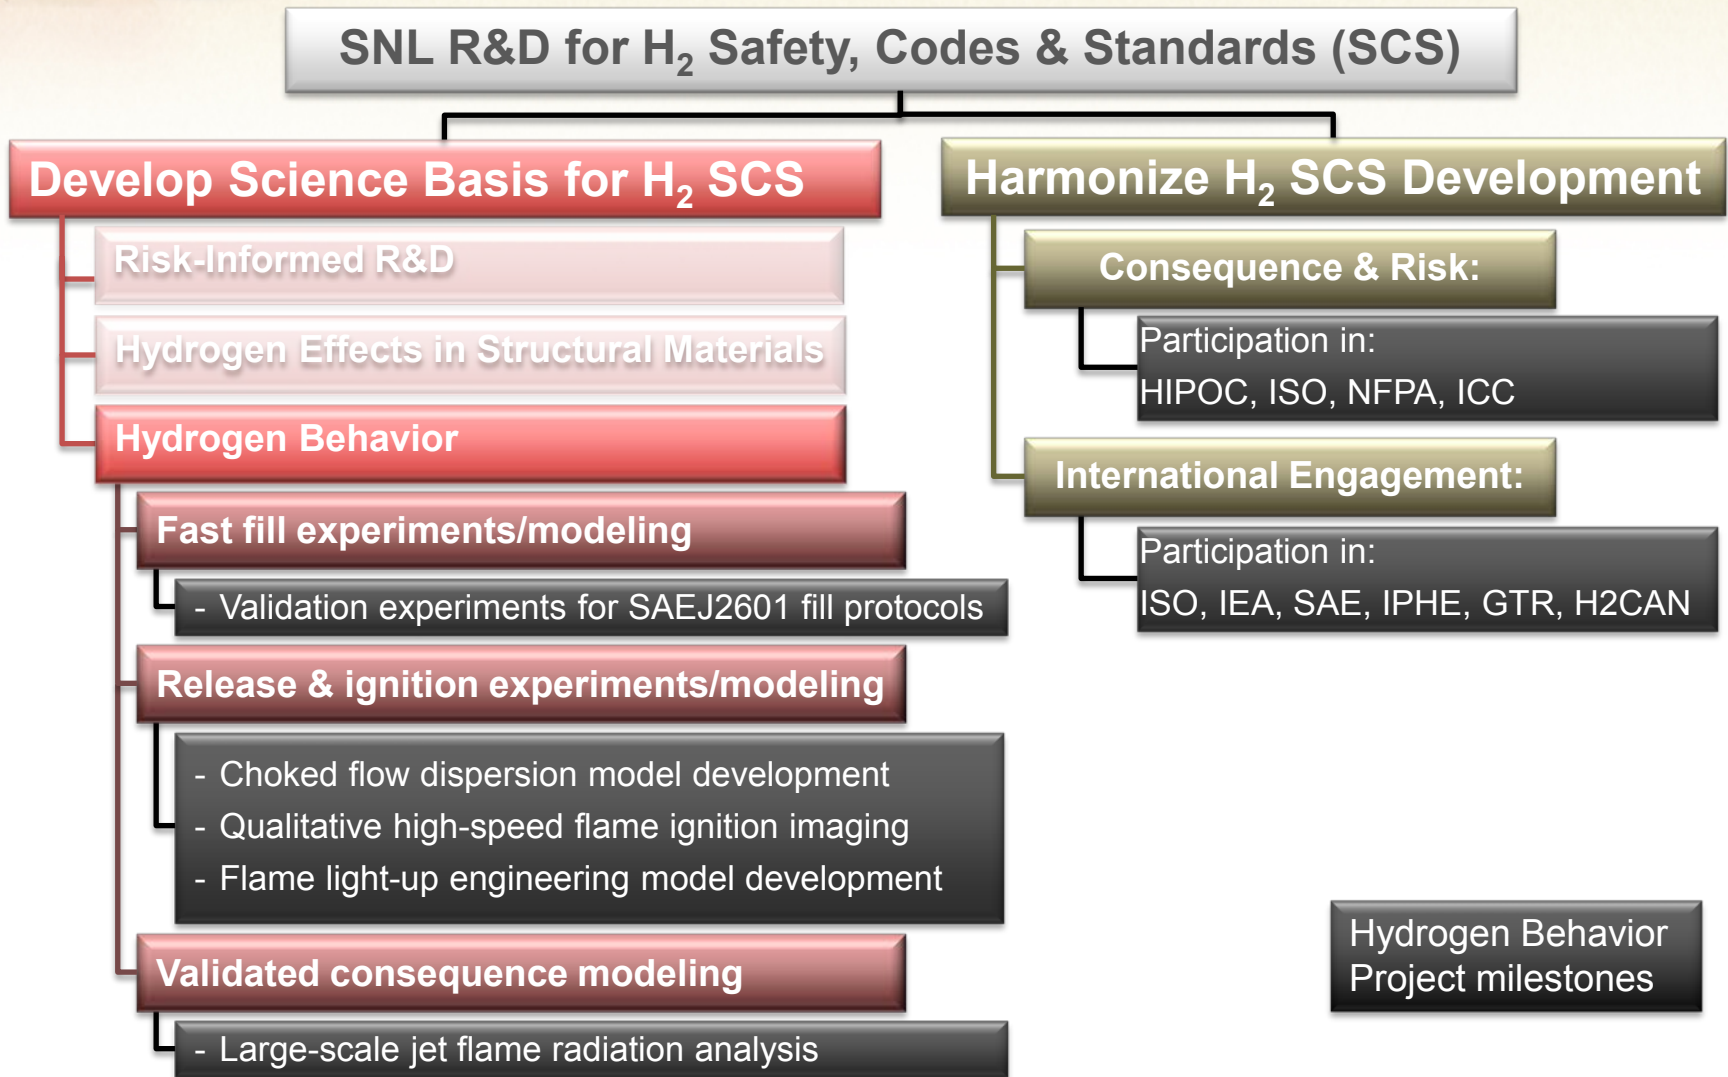 SNL R&D for H₂ Safety, Codes & Standards (SCS)
Develop Science Basis for H₂ SCS
Risk-Informed R&D
Hydrogen Effects in Structural Materials
Hydrogen Behavior
Fast fill experiments/modeling
- Validation experiments for SAEJ2601 fill protocols
Release & ignition experiments/modeling
- Choked flow dispersion model development
- Qualitative high-speed flame ignition imaging
- Flame light-up engineering model development
Validated consequence modeling
- Large-scale jet flame radiation analysis
Harmonize H₂ SCS Development
Consequence & Risk:
Participation in:
HIPOC, ISO, NFPA, ICC
International Engagement:
Participation in:
ISO, IEA, SAE, IPHE, GTR, H2CAN
Hydrogen Behavior
Project milestones